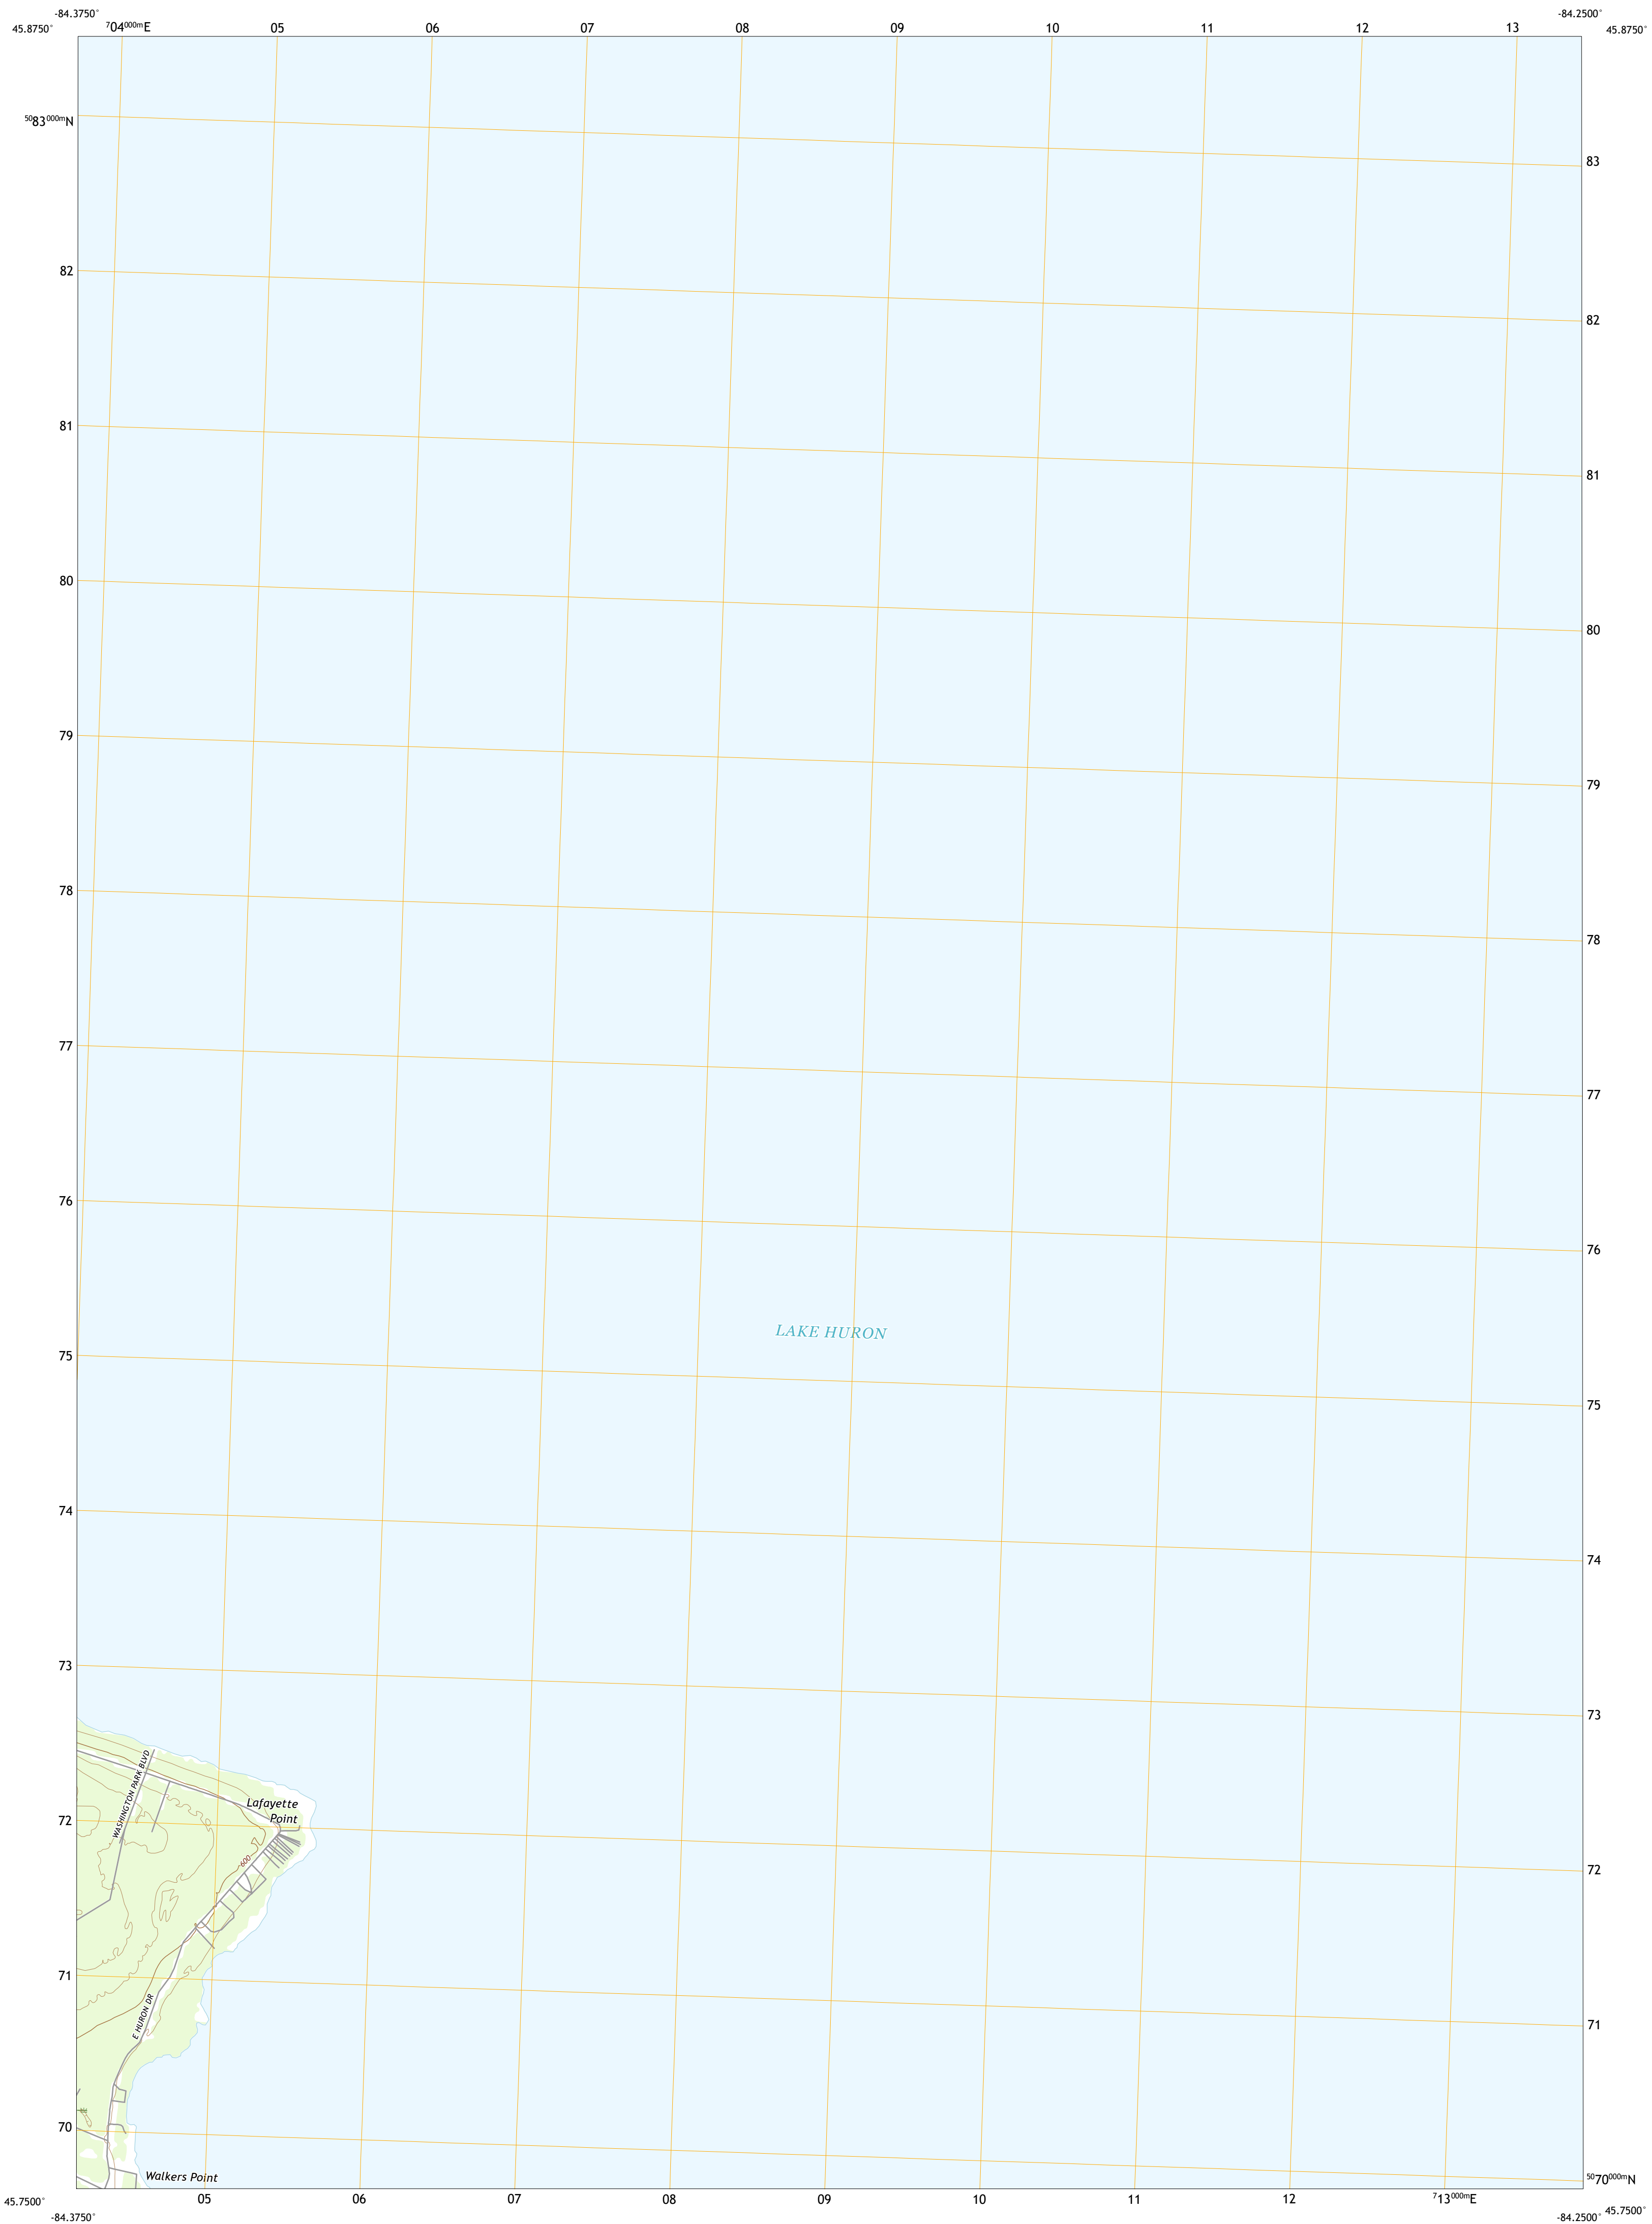 -84.3750° -84.2500°
45.8750° ⁷04⁰⁰⁰ᵐE 05 06 07 08 09 10 11 12 13 45.8750°
⁵⁰83⁰⁰⁰ᵐN
83
82
82
81
81
80
80
79
79
78
78
77
77
76
76
LAKE HURON
75
75
74
74
73
73
WASHINGTON PARK BLVD
Lafayette
Point
72
600
72
71
E HURON DR
71
70
Walkers Point
⁵⁰70⁰⁰⁰ᵐN
45.7500° 05 06 07 08 09 10 11 12 ⁷13⁰⁰⁰ᵐE 45.7500°
-84.3750° -84.2500°